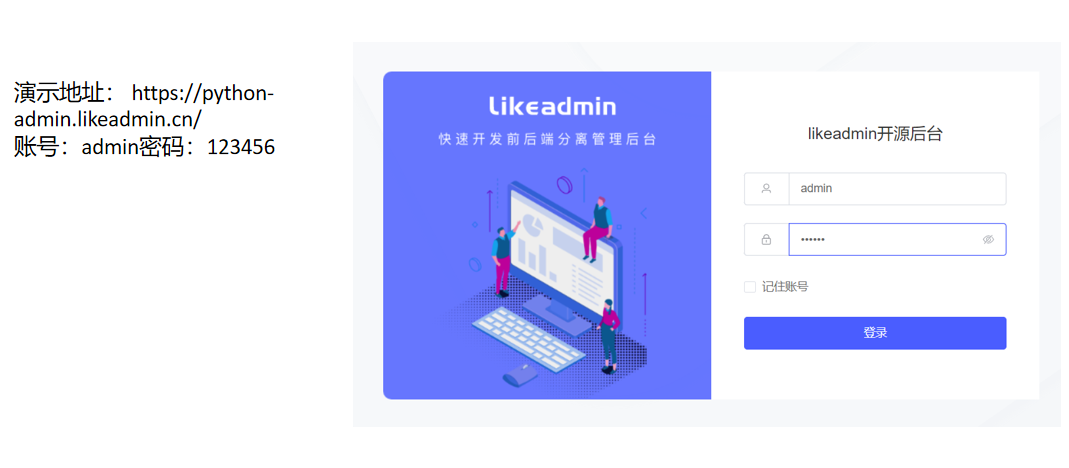 演示地址： https://python-
admin.likeadmin.cn/
账号：admin密码：123456
likeadmin
快速开发前后端分离管理后台
likeadmin开源后台
admin
••••••
记住账号
登录